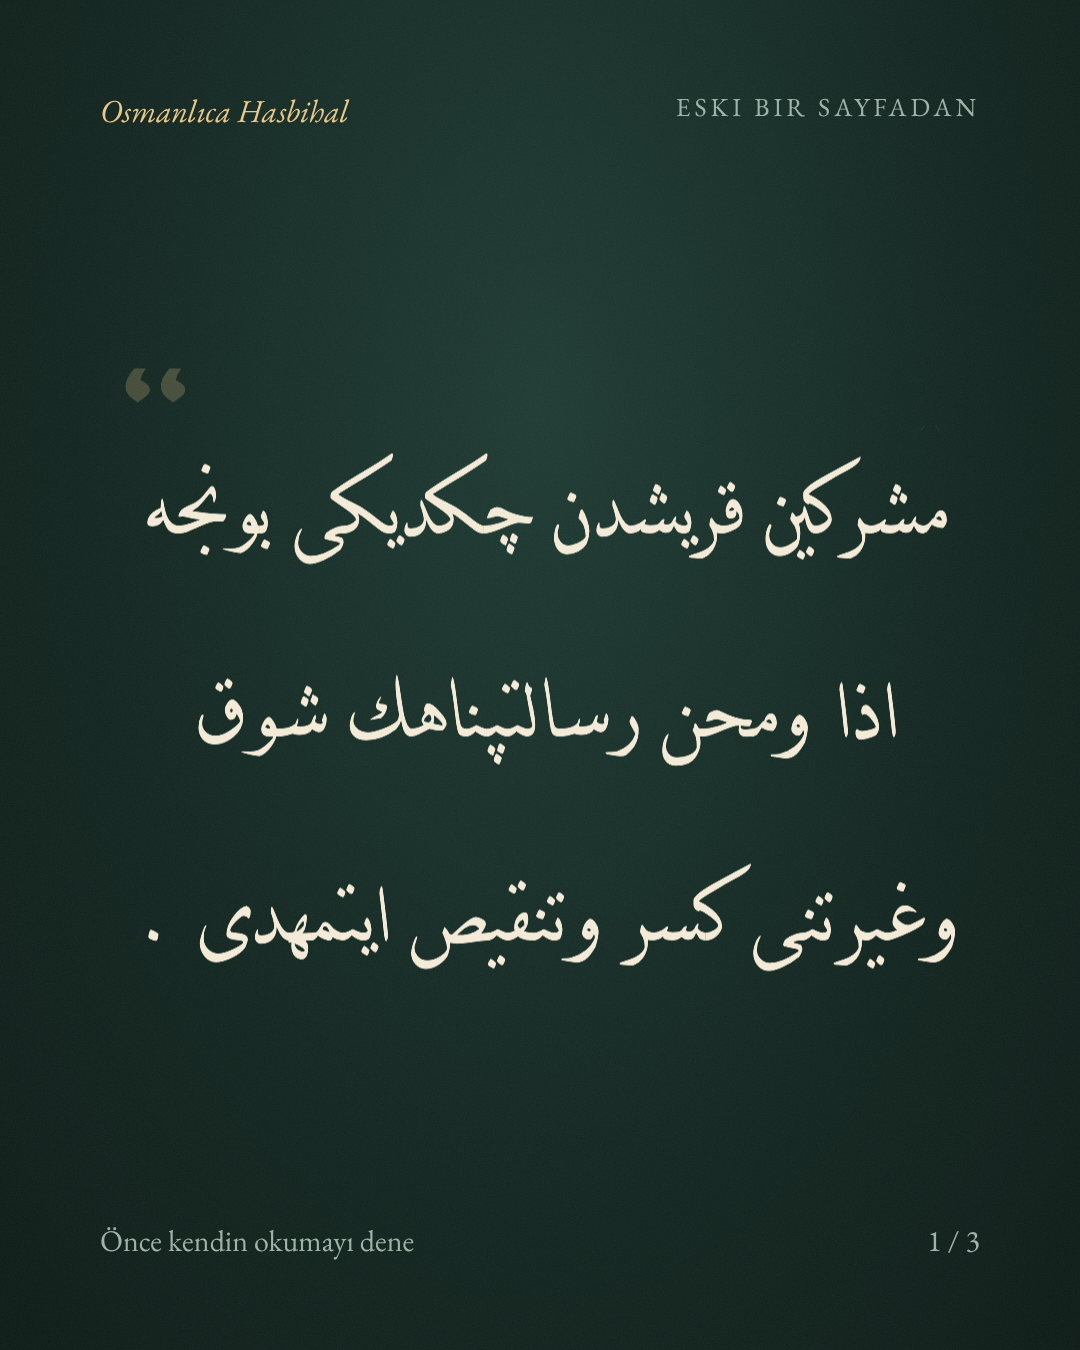 Osmanlıca Hasbihal
ESKI BIR SAYFADAN
“
مشركين قريشدن چكديكى بونجه
اذا ومحن رسالتپناهك شوق
وغيرتنى كسر وتنقيص ايتمهدى .
Önce kendin okumayı dene
1 / 3